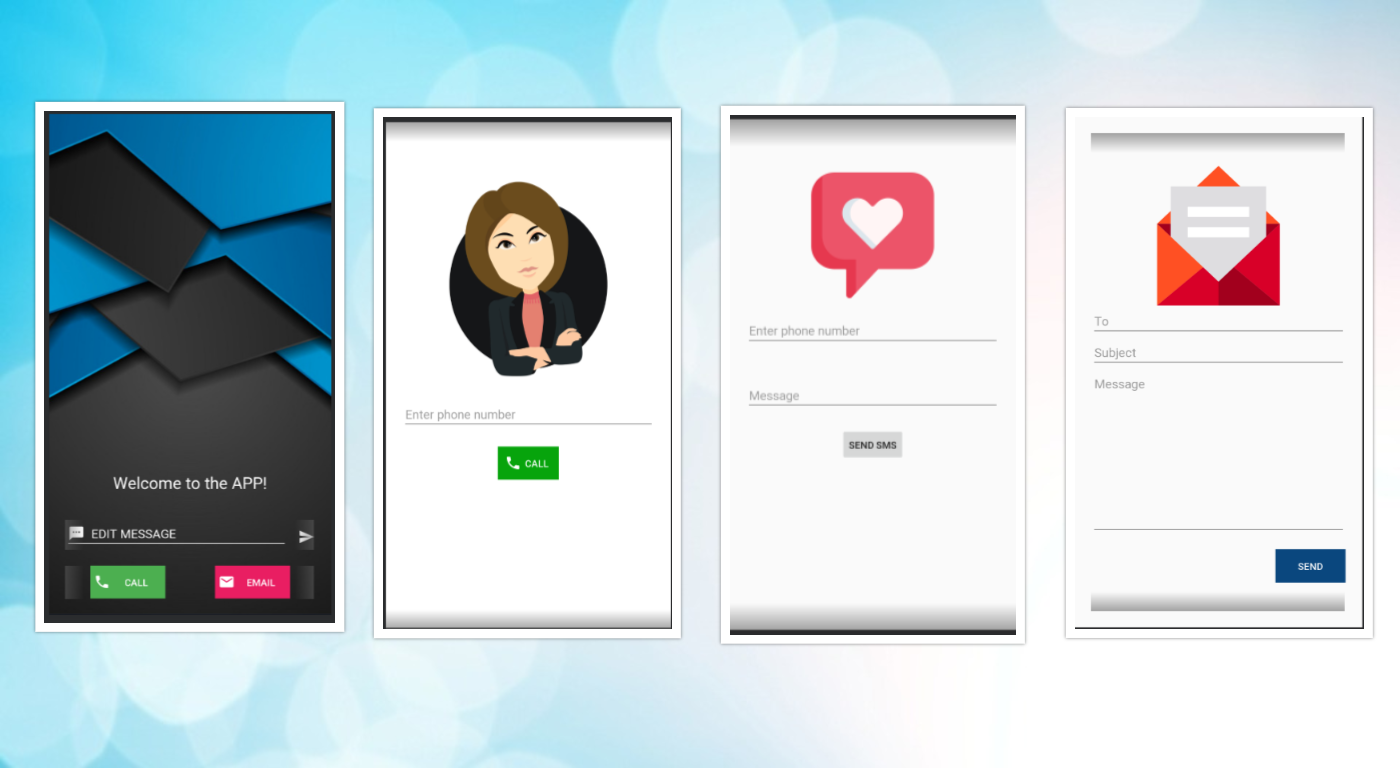 Welcome to the APP!
EDIT MESSAGE
CALL
EMAIL
Enter phone number
CALL
Enter phone number
Message
SEND SMS
To
Subject
Message
SEND